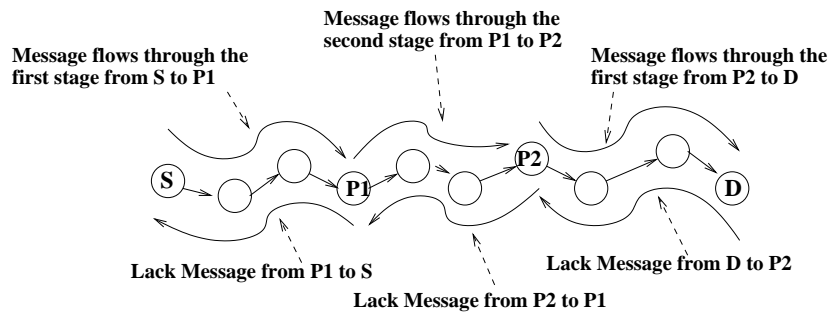 Message flows through the
second stage from P1 to P2
Message flows through the
first stage from S to P1
Message flows through the
first stage from P2 to D
S
P1
P2
D
Lack Message from P1 to S
Lack Message from D to P2
Lack Message from P2 to P1